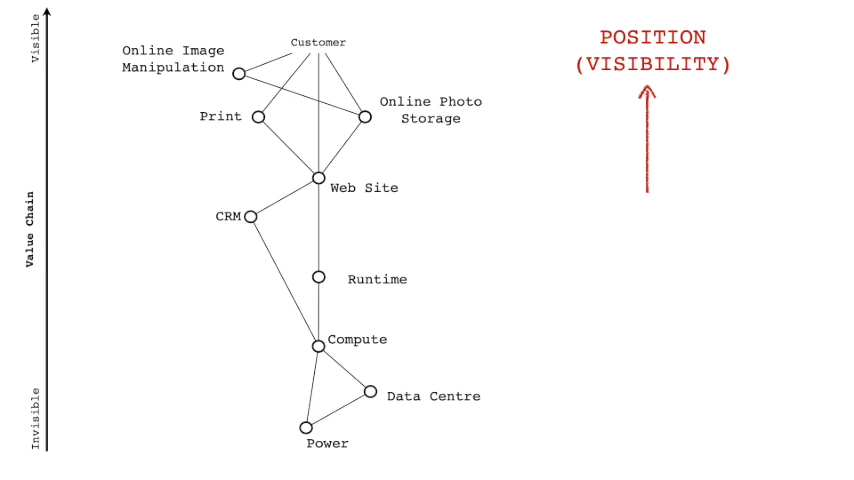 Visible
Value Chain
Invisible
Customer
Online Image
Manipulation
Print
Online Photo
Storage
Web Site
CRM
Runtime
Compute
Data Centre
Power
POSITION
(VISIBILITY)